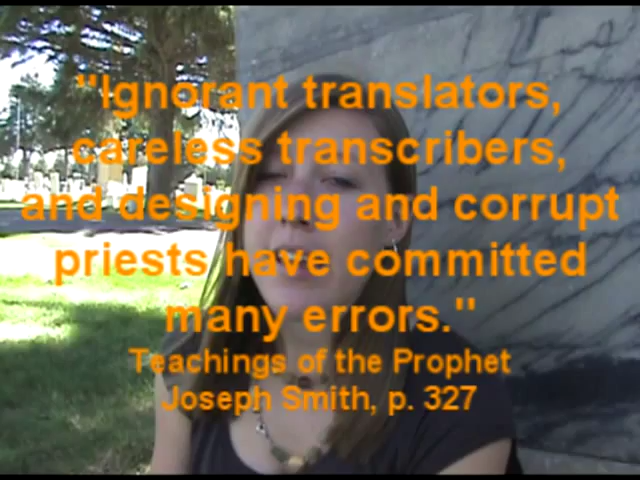 "Ignorant translators,
careless transcribers,
and designing and corrupt
priests have committed
many errors."
Teachings of the Prophet
Joseph Smith, p. 327